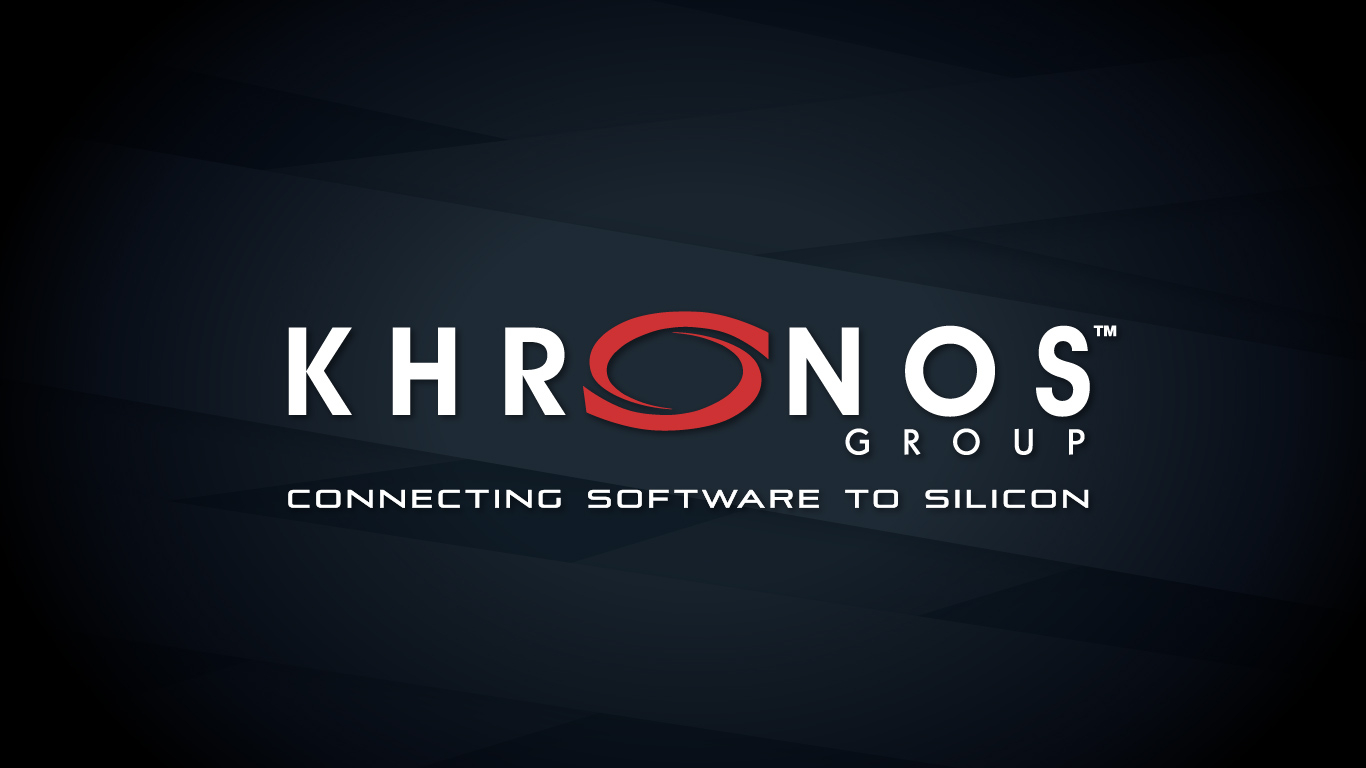 KHRONOS™
GROUP
CONNECTING SOFTWARE TO SILICON